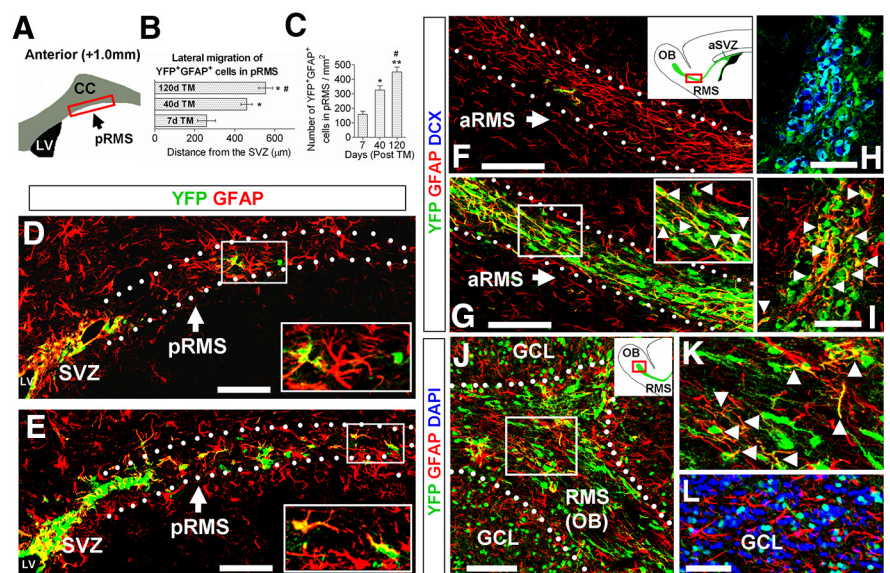 A
Anterior (+1.0mm)
CC
LV
pRMS
B
Lateral migration of
YFP⁺GFAP⁺ cells in pRMS
120d TM
* #
40d TM
*
7d TM
0 200 400 600
Distance from the SVZ (µm)
C
Number of YFP⁺GFAP⁺
cells in pRMS / mm²
500
400
300
200
100
0
*
#
**
7 40 120
Days (Post TM)
YFP GFAP
D
pRMS
SVZ
LV
E
pRMS
SVZ
LV
YFP GFAP DCX
aRMS
F
OB
aSVZ
RMS
aRMS
G
H
I
YFP GFAP DAPI
J
GCL
OB
RMS
RMS
(OB)
GCL
K
L
GCL